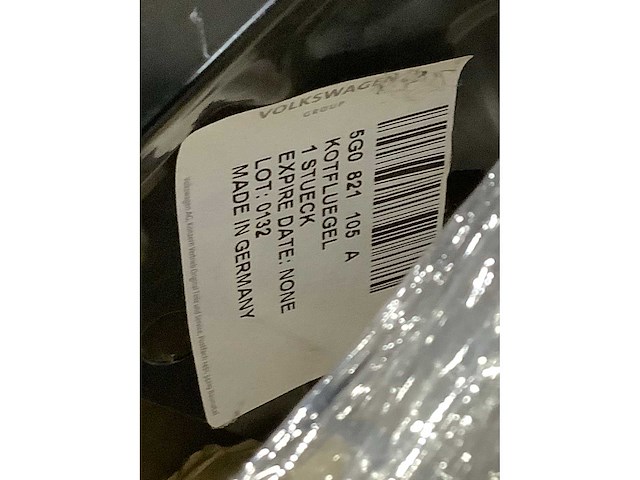 VOLKSWAGEN
GROUP
5G0 821 105 A
KOTFLUEGEL
1 STUECK
EXPIRE DATE: NONE
LOT: 0132
MADE IN GERMANY